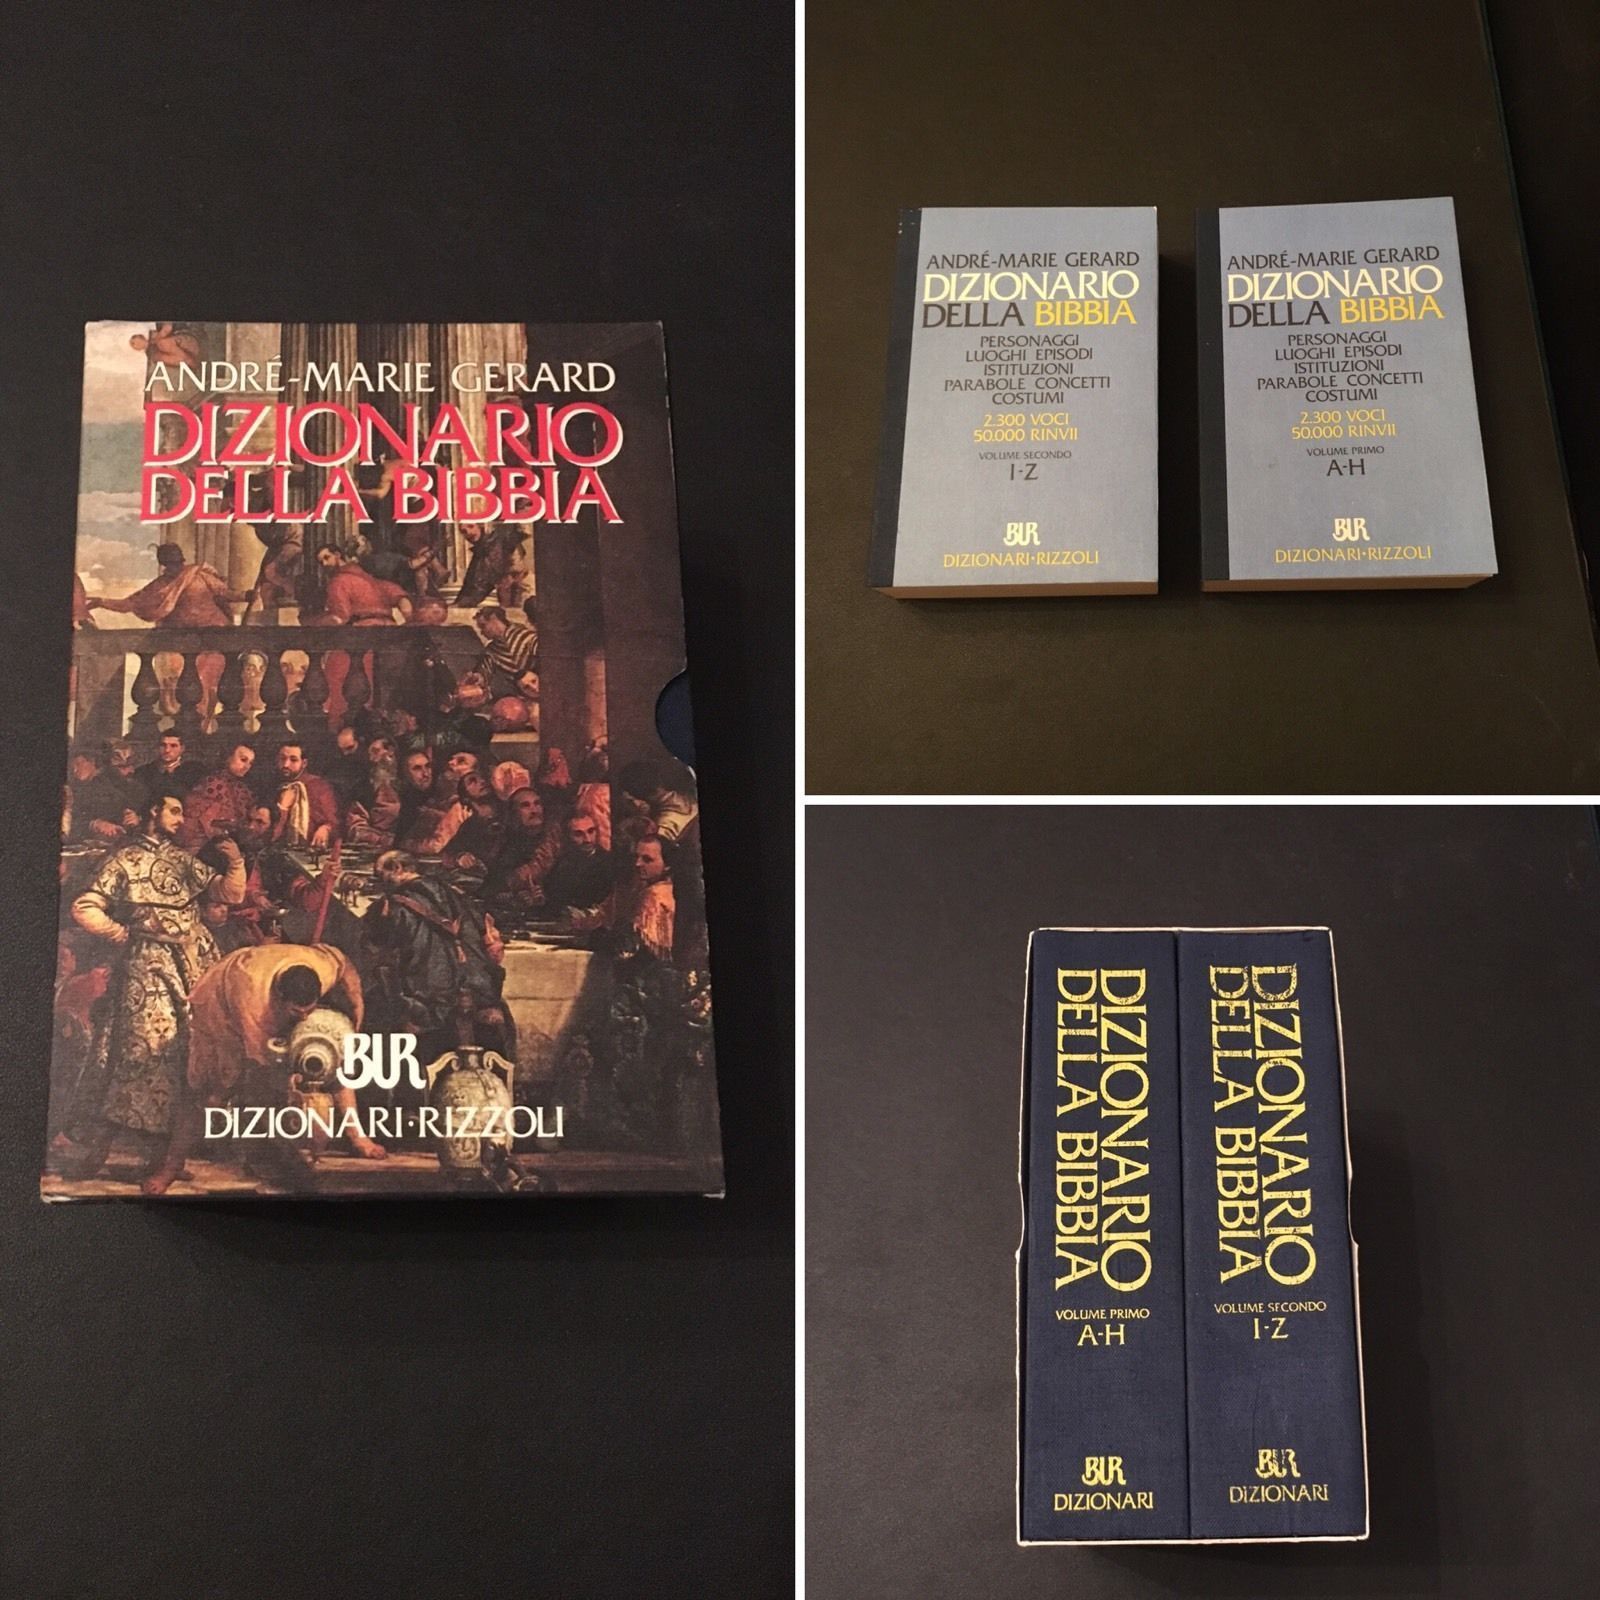 ANDRÉ-MARIE GERARD
DIZIONARIO
DELLA BIBBIA
BUR
DIZIONARI·RIZZOLI
ANDRÉ-MARIE GERARD
DIZIONARIO
DELLA BIBBIA
PERSONAGGI
LUOGHI EPISODI
ISTITUZIONI
PARABOLE CONCETTI
COSTUMI
2.300 VOCI
50.000 RINVII
VOLUME SECONDO
I-Z
BUR
DIZIONARI·RIZZOLI
ANDRÉ-MARIE GERARD
DIZIONARIO
DELLA BIBBIA
PERSONAGGI
LUOGHI EPISODI
ISTITUZIONI
PARABOLE CONCETTI
COSTUMI
2.300 VOCI
50.000 RINVII
VOLUME PRIMO
A-H
BUR
DIZIONARI·RIZZOLI
DIZIONARIO
DELLA BIBBIA
VOLUME PRIMO
A-H
BUR
DIZIONARI
DIZIONARIO
DELLA BIBBIA
VOLUME SECONDO
I-Z
BUR
DIZIONARI